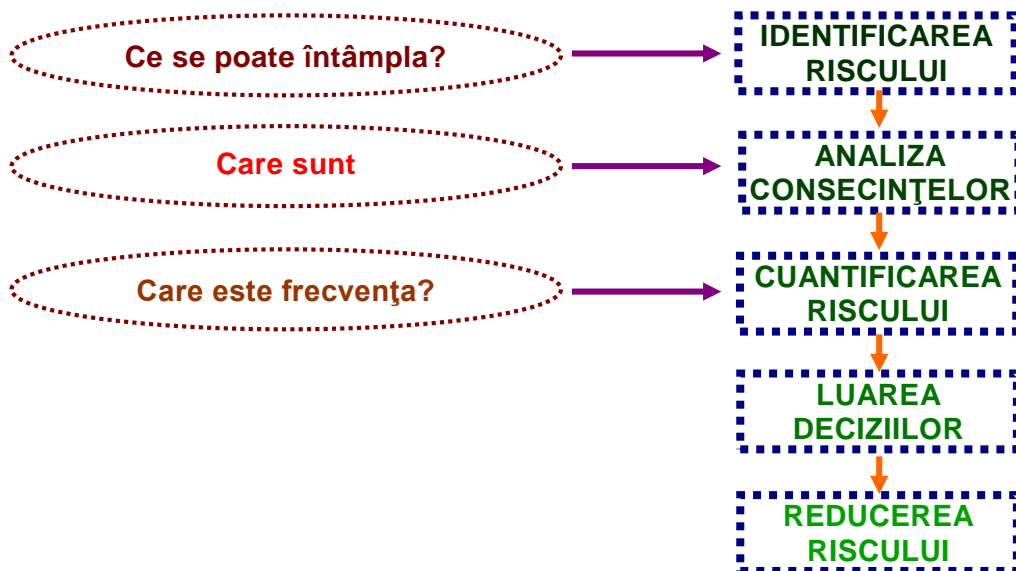 Ce se poate întâmpla?
IDENTIFICAREA
RISCULUI
Care sunt
ANALIZA
CONSECINŢELOR
Care este frecvenţa?
CUANTIFICAREA
RISCULUI
LUAREA
DECIZIILOR
REDUCEREA
RISCULUI